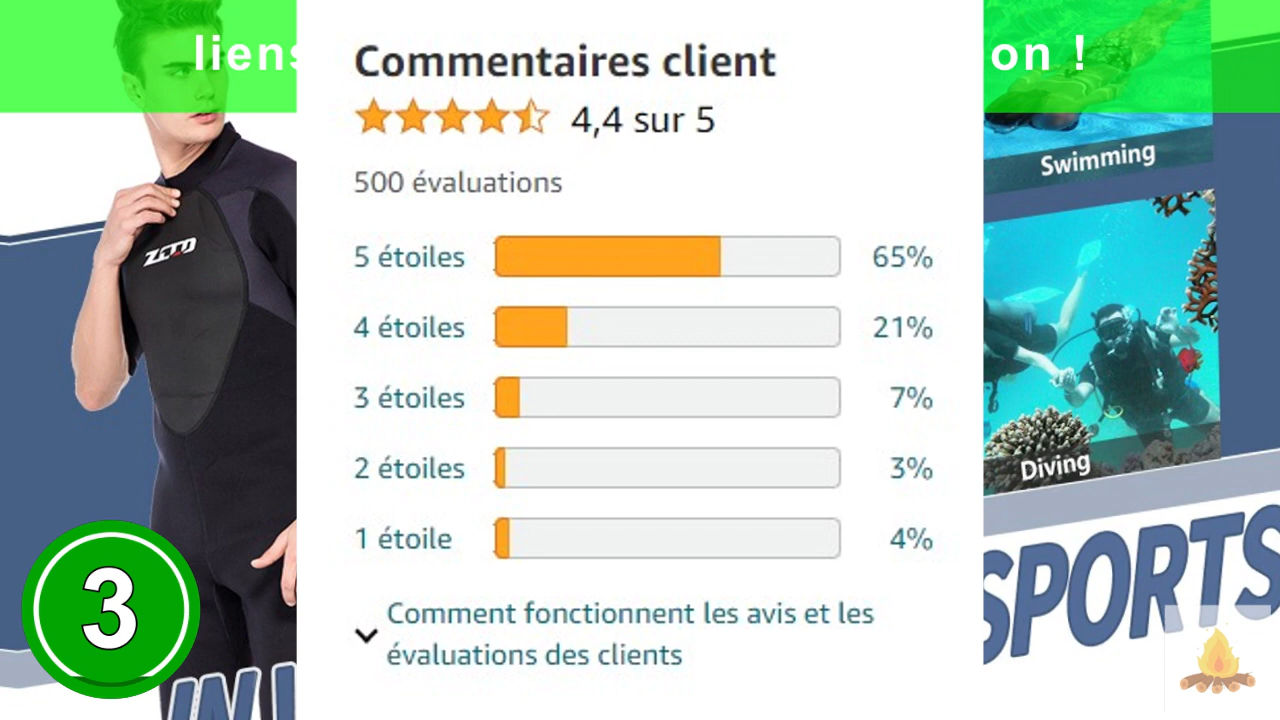 liens on !
Commentaires client
4,4 sur 5
500 évaluations
5 étoiles 65%
4 étoiles 21%
3 étoiles 7%
2 étoiles 3%
1 étoile 4%
Comment fonctionnent les avis et les
évaluations des clients
Swimming
ZCCO
Diving
SPORTS
3
IN